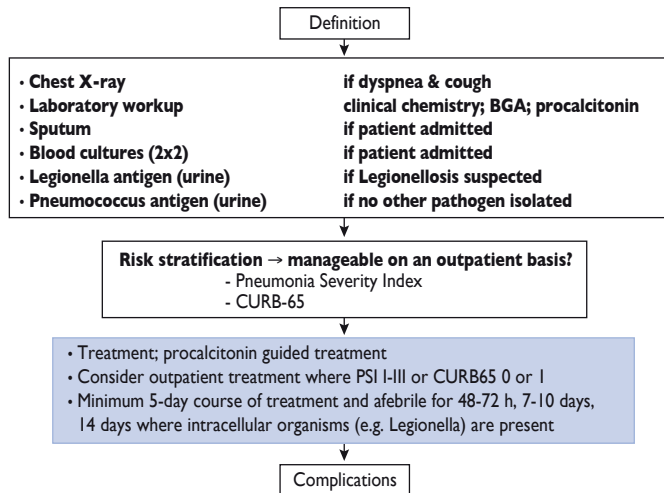 Definition
• Chest X-ray if dyspnea & cough
• Laboratory workup clinical chemistry; BGA; procalcitonin
• Sputum if patient admitted
• Blood cultures (2x2) if patient admitted
• Legionella antigen (urine) if Legionellosis suspected
• Pneumococcus antigen (urine) if no other pathogen isolated
Risk stratification → manageable on an outpatient basis?
- Pneumonia Severity Index
- CURB-65
• Treatment; procalcitonin guided treatment
• Consider outpatient treatment where PSI I-III or CURB65 0 or 1
• Minimum 5-day course of treatment and afebrile for 48-72 h, 7-10 days,
14 days where intracellular organisms (e.g. Legionella) are present
Complications